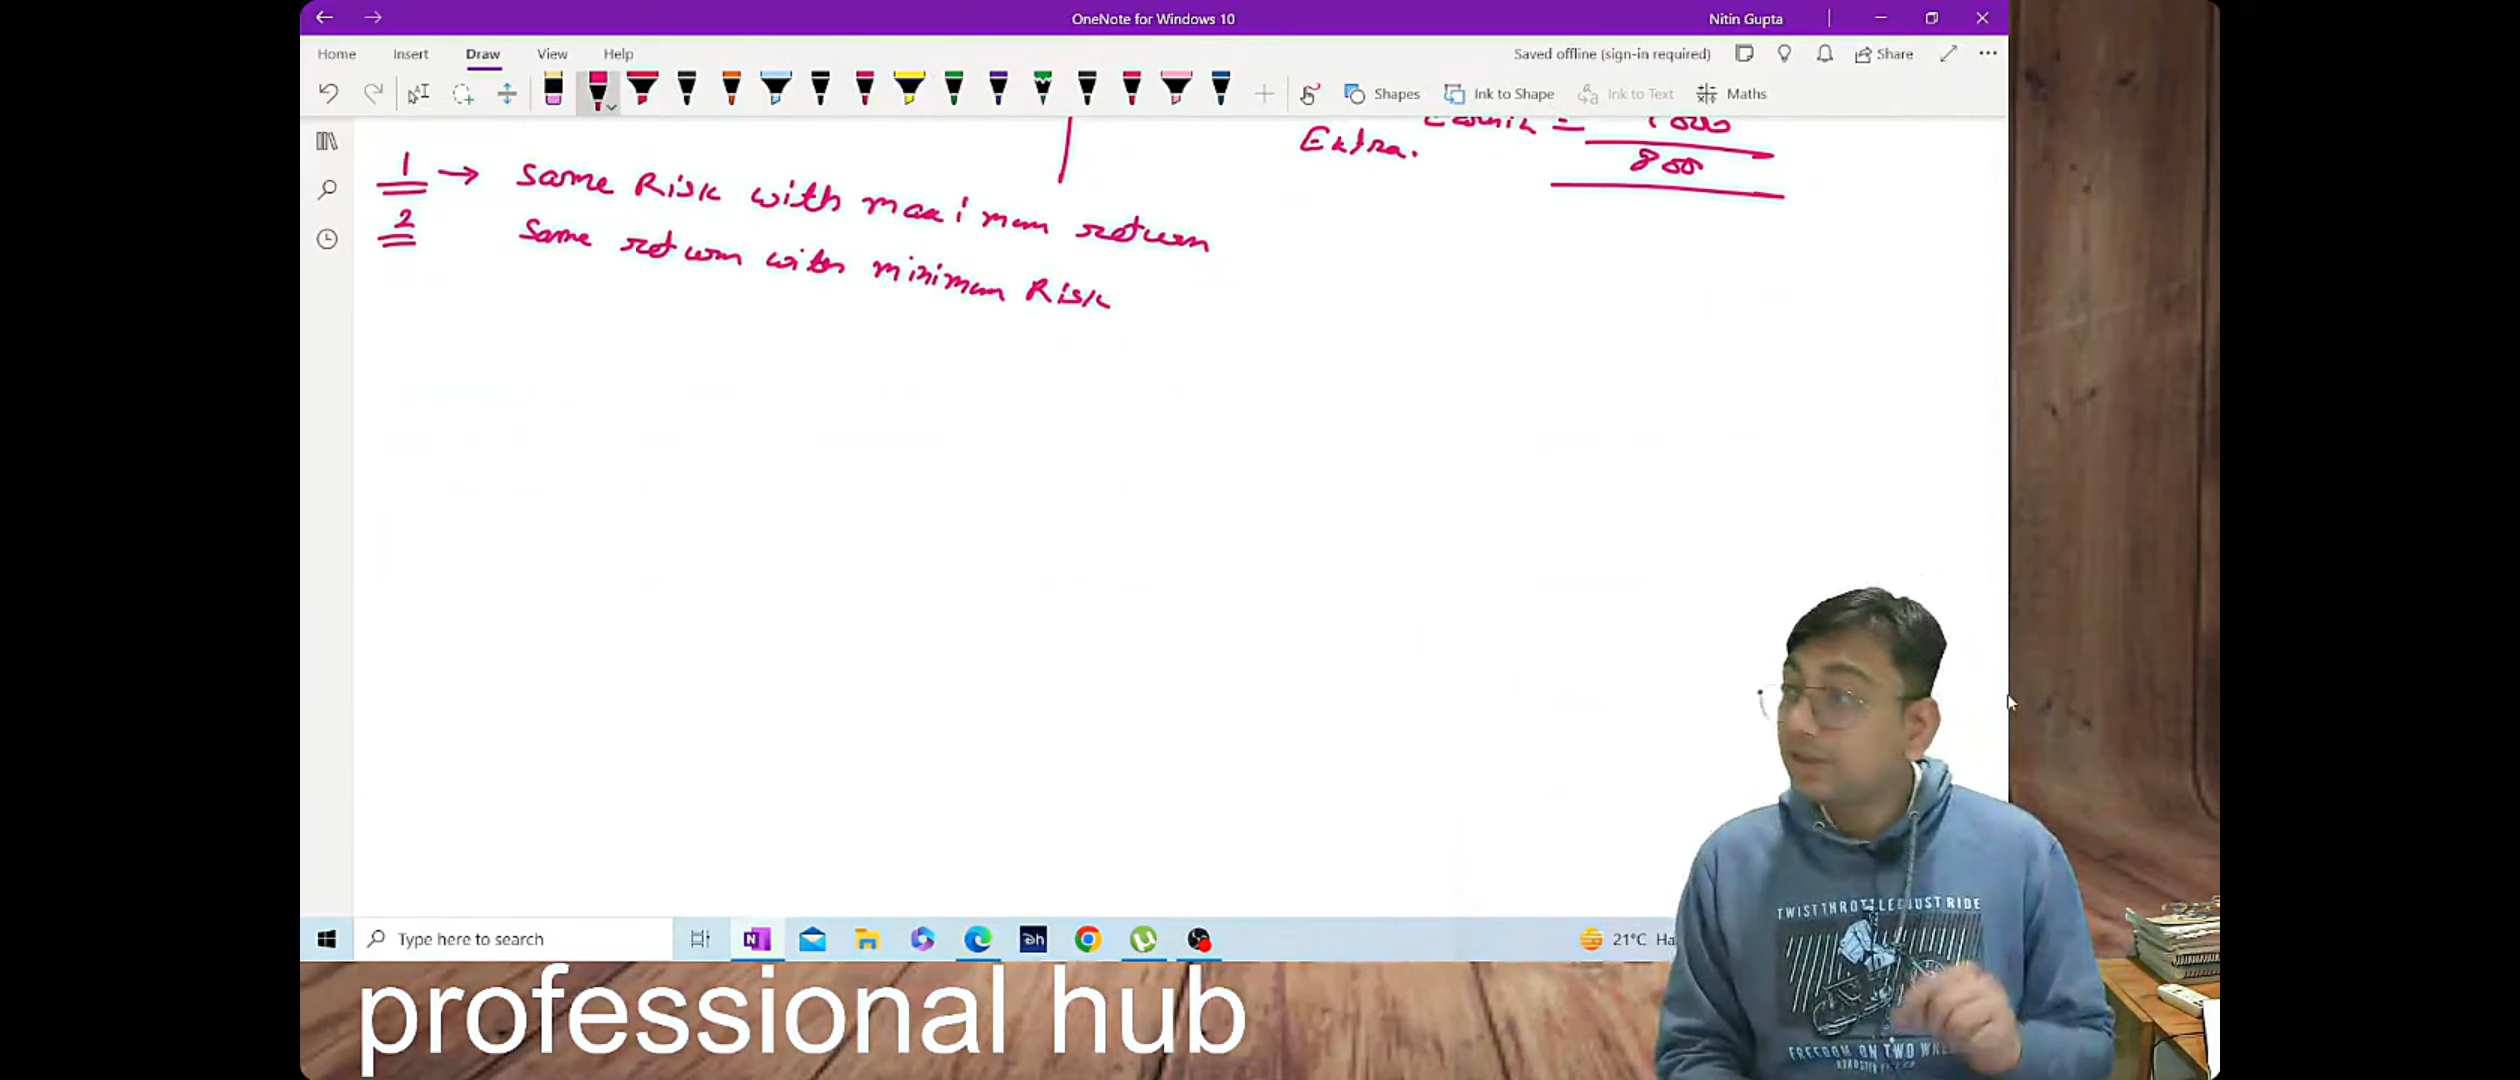 OneNote for Windows 10
Nitin Gupta
Home Insert Draw View Help
Saved offline (sign-in required)
Share
Shapes
Ink to Shape
Ink to Text
Maths
= 1000
Extra.
800
1 → Same Risk with maximum return
2 Same return with minimum Risk
TWIST THROTTLE JUST RIDE
FREEDOM ON TWO
Type here to search
21°C
professional hub